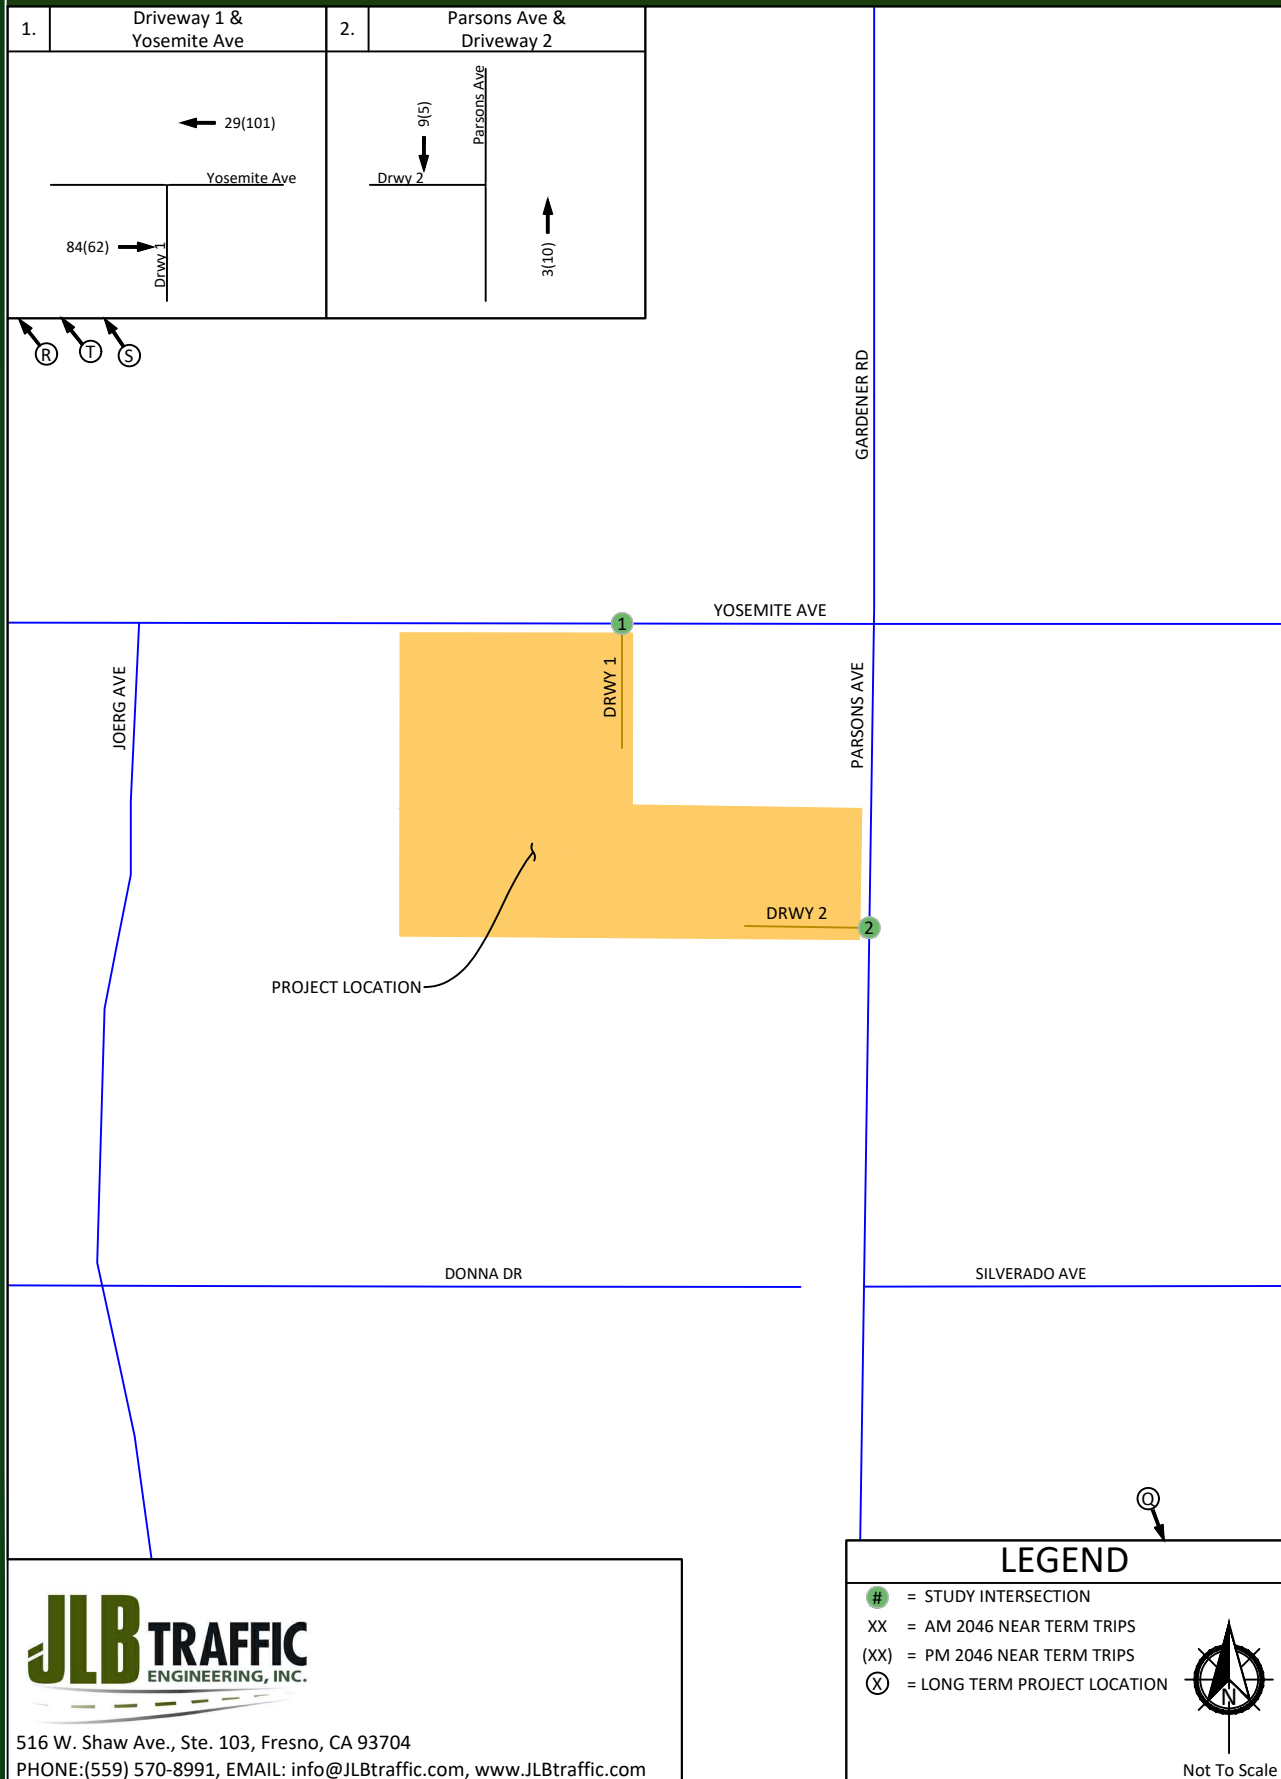 1.
Driveway 1 &
Yosemite Ave
2.
Parsons Ave &
Driveway 2
29(101)
Yosemite Ave
84(62)
Drwy 1
9(5)
Parsons Ave
Drwy 2
3(10)
R
T
S
GARDENER RD
YOSEMITE AVE
1
DRWY 1
JOERG AVE
PARSONS AVE
DRWY 2
2
PROJECT LOCATION
DONNA DR
SILVERADO AVE
Q
LEGEND
# = STUDY INTERSECTION
XX = AM 2046 NEAR TERM TRIPS
(XX) = PM 2046 NEAR TERM TRIPS
X = LONG TERM PROJECT LOCATION
N
Not To Scale
JLB TRAFFIC
ENGINEERING, INC.
516 W. Shaw Ave., Ste. 103, Fresno, CA 93704
PHONE:(559) 570-8991, EMAIL: info@JLBtraffic.com, www.JLBtraffic.com